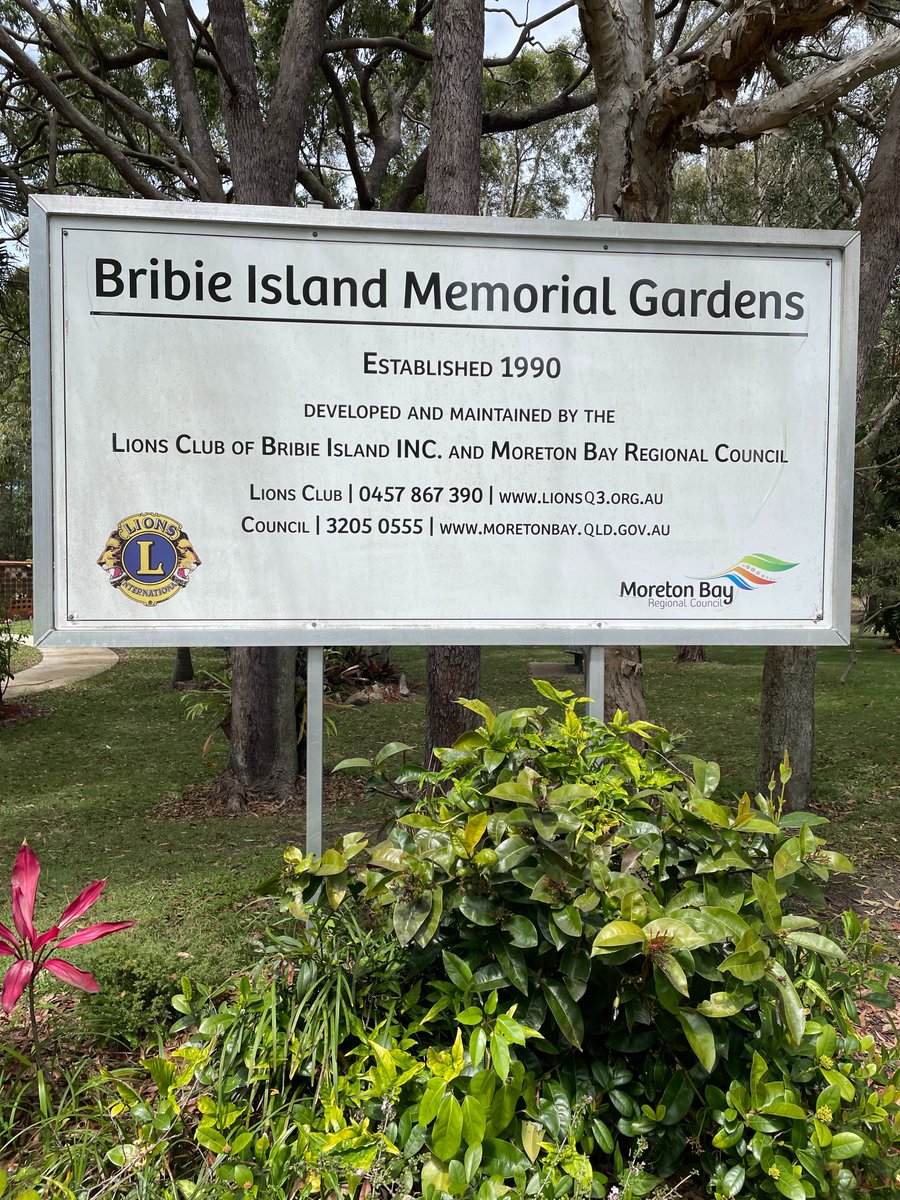 Bribie Island Memorial Gardens
Established 1990
developed and maintained by the
Lions Club of Bribie Island INC. and Moreton Bay Regional Council
Lions Club | 0457 867 390 | www.lionsq3.org.au
Council | 3205 0555 | www.moretonbay.qld.gov.au
LIONS
L
INTERNATIONAL
Moreton Bay
Regional Council